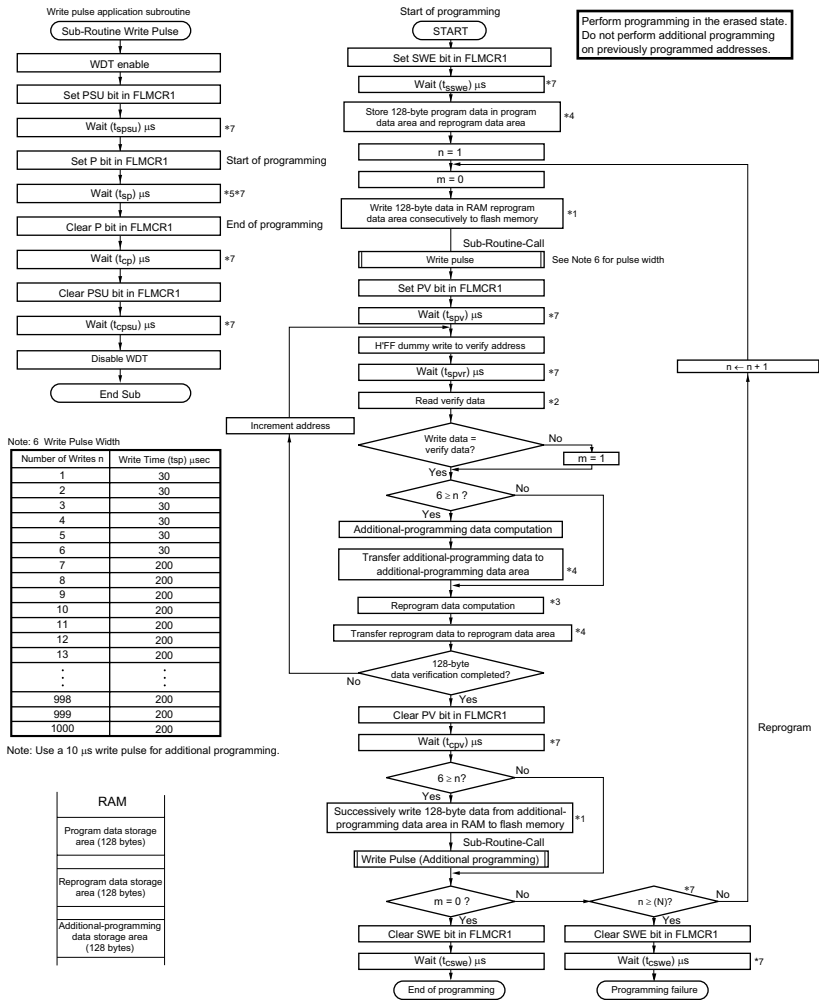 Write pulse application subroutine
Sub-Routine Write Pulse
WDT enable
Set PSU bit in FLMCR1
Wait (tspsu) μs
*7
Set P bit in FLMCR1
Start of programming
Wait (tsp) μs
*5*7
Clear P bit in FLMCR1
End of programming
Wait (tcp) μs
*7
Clear PSU bit in FLMCR1
Wait (tcpsu) μs
*7
Disable WDT
End Sub
Note: 6 Write Pulse Width
Number of Writes n Write Time (tsp) μsec
1 30
2 30
3 30
4 30
5 30
6 30
7 200
8 200
9 200
10 200
11 200
12 200
13 200
998 200
999 200
1000 200
Note: Use a 10 μs write pulse for additional programming.
RAM
Program data storage
area (128 bytes)
Reprogram data storage
area (128 bytes)
Additional-programming
data storage area
(128 bytes)
Start of programming
START
Set SWE bit in FLMCR1
Wait (tsswe) μs
*7
Store 128-byte program data in program
data area and reprogram data area
*4
n = 1
m = 0
Write 128-byte data in RAM reprogram
data area consecutively to flash memory
*1
Sub-Routine-Call
Write pulse
See Note 6 for pulse width
Set PV bit in FLMCR1
Wait (tspv) μs
*7
H'FF dummy write to verify address
Wait (tspvr) μs
*7
Read verify data
*2
Increment address
Write data =
verify data?
No
m = 1
Yes
6 ≥ n ?
No
Yes
Additional-programming data computation
Transfer additional-programming data to
additional-programming data area
*4
Reprogram data computation
*3
Transfer reprogram data to reprogram data area
*4
128-byte
data verification completed?
No
Yes
Clear PV bit in FLMCR1
Wait (tcpv) μs
*7
6 ≥ n?
No
Yes
Successively write 128-byte data from additional-
programming data area in RAM to flash memory
*1
Sub-Routine-Call
Write Pulse (Additional programming)
m = 0 ?
No
Yes
Clear SWE bit in FLMCR1
Wait (tcswe) μs
End of programming
n ≥ (N)?
*7
No
Yes
Clear SWE bit in FLMCR1
Wait (tcswe) μs
*7
Programming failure
n ← n + 1
Reprogram
Perform programming in the erased state.
Do not perform additional programming
on previously programmed addresses.